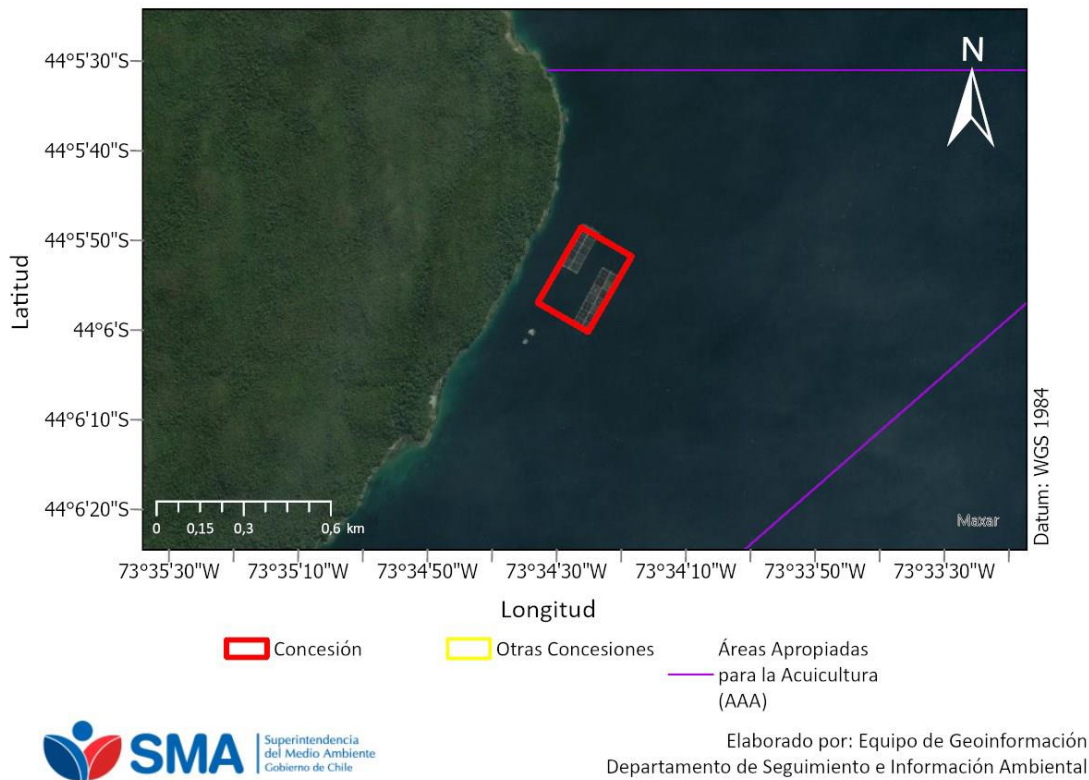 N
44°5'30"S
44°5'40"S
44°5'50"S
44°6'S
44°6'10"S
44°6'20"S
Latitud
0 0,15 0,3 0,6 km
Maxar
Datum: WGS 1984
73°35'30"W 73°35'10"W 73°34'50"W 73°34'30"W 73°34'10"W 73°33'50"W 73°33'30"W
Longitud
Concesión
Otras Concesiones
Áreas Apropiadas
para la Acuicultura
(AAA)
SMA
Superintendencia
del Medio Ambiente
Gobierno de Chile
Elaborado por: Equipo de Geoinformación
Departamento de Seguimiento e Información Ambiental